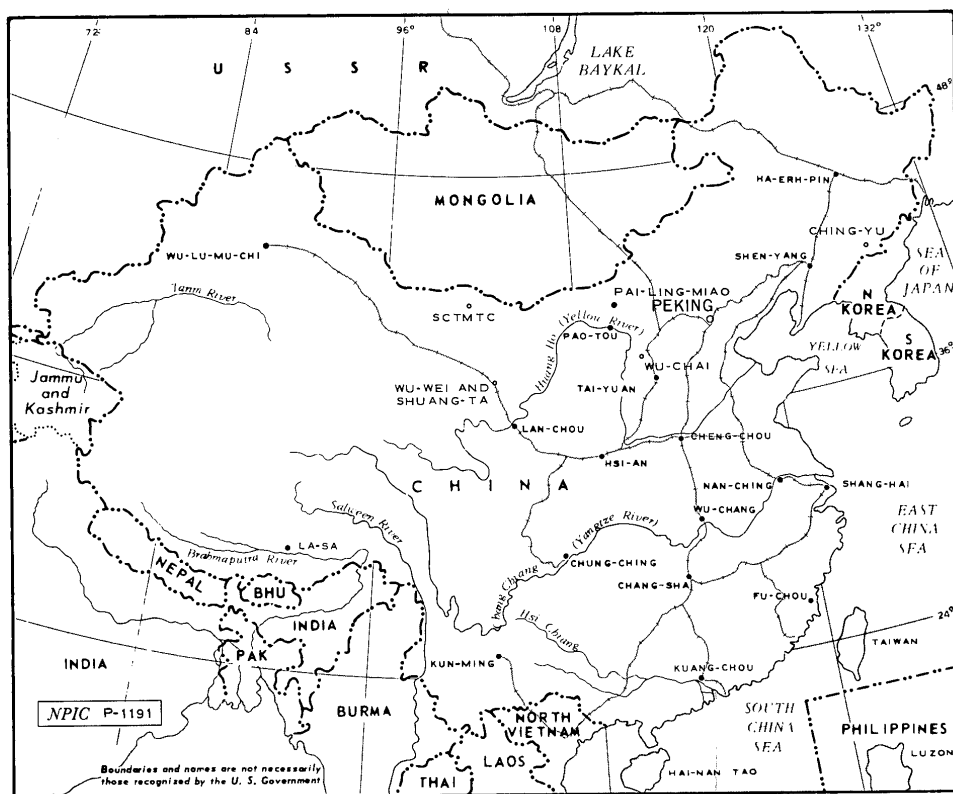 72°
84
96°
108
120
132°
U S S R
LAKE
BAYKAL
48°
MONGOLIA
HA-ERH-PIN
CHING-YU
SEA
OF
JAPAN
WU-LU-MU-CHI
SHEN-YANG
Tarim River
SCTMTC
PAI-LING-MIAO
PEKING
N
KOREA
S
KOREA
36°
Huang Ho (Yellow River)
PAO-TOU
YELLOW
SEA
WU-CHAI
Jammu
and
Kashmir
WU-WEI AND
SHUANG-TA
TAI-YUAN
LAN-CHOU
CHENG-CHOU
HSI-AN
CHINA
NAN-CHING
SHANG-HAI
Salween River
WU-CHANG
EAST
CHINA
SEA
LA-SA
Brahmaputra River
Chang Chiang (Yangtze River)
CHUNG-CHING
NEPAL
BHU
CHANG-SHA
FU-CHOU
24°
INDIA
Hsi Chiang
TAIWAN
INDIA
PAK
KUN-MING
KUANG-CHOU
NPIC P-1191
BURMA
NORTH
VIETNAM
SOUTH
CHINA
SEA
PHILIPPINES
LAOS
LUZON
Boundaries and names are not necessarily
those recognized by the U. S. Government
THAI
HAI-NAN TAO